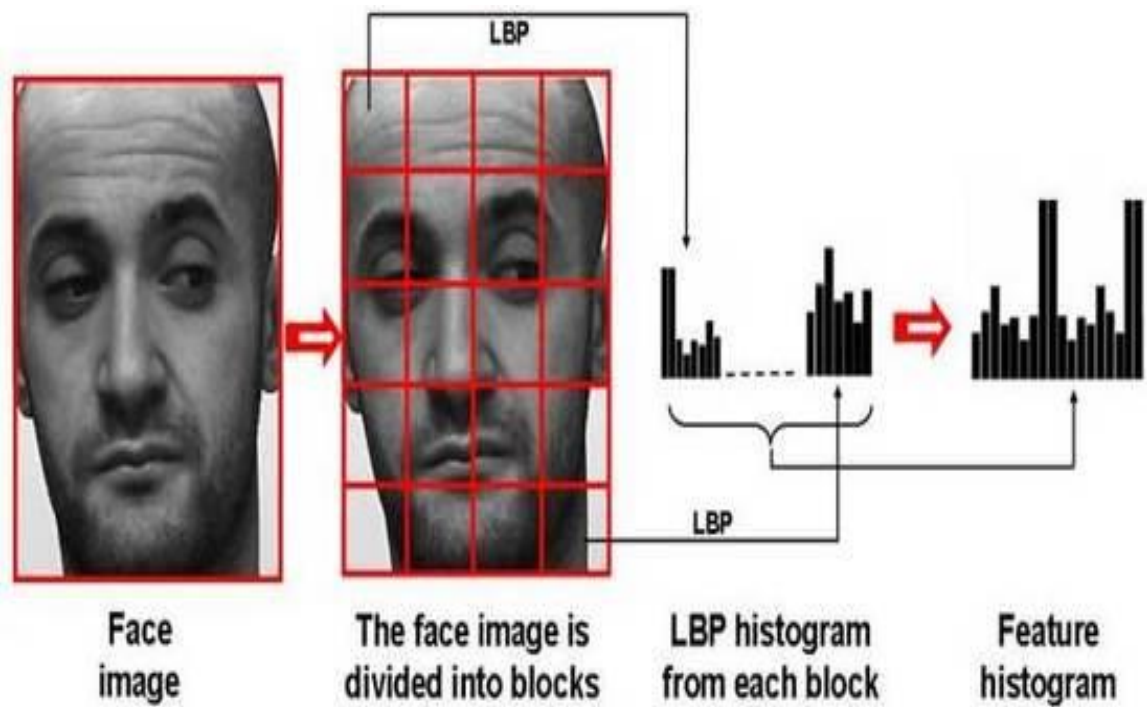 LBP
LBP
Face
image
The face image is
divided into blocks
LBP histogram
from each block
Feature
histogram